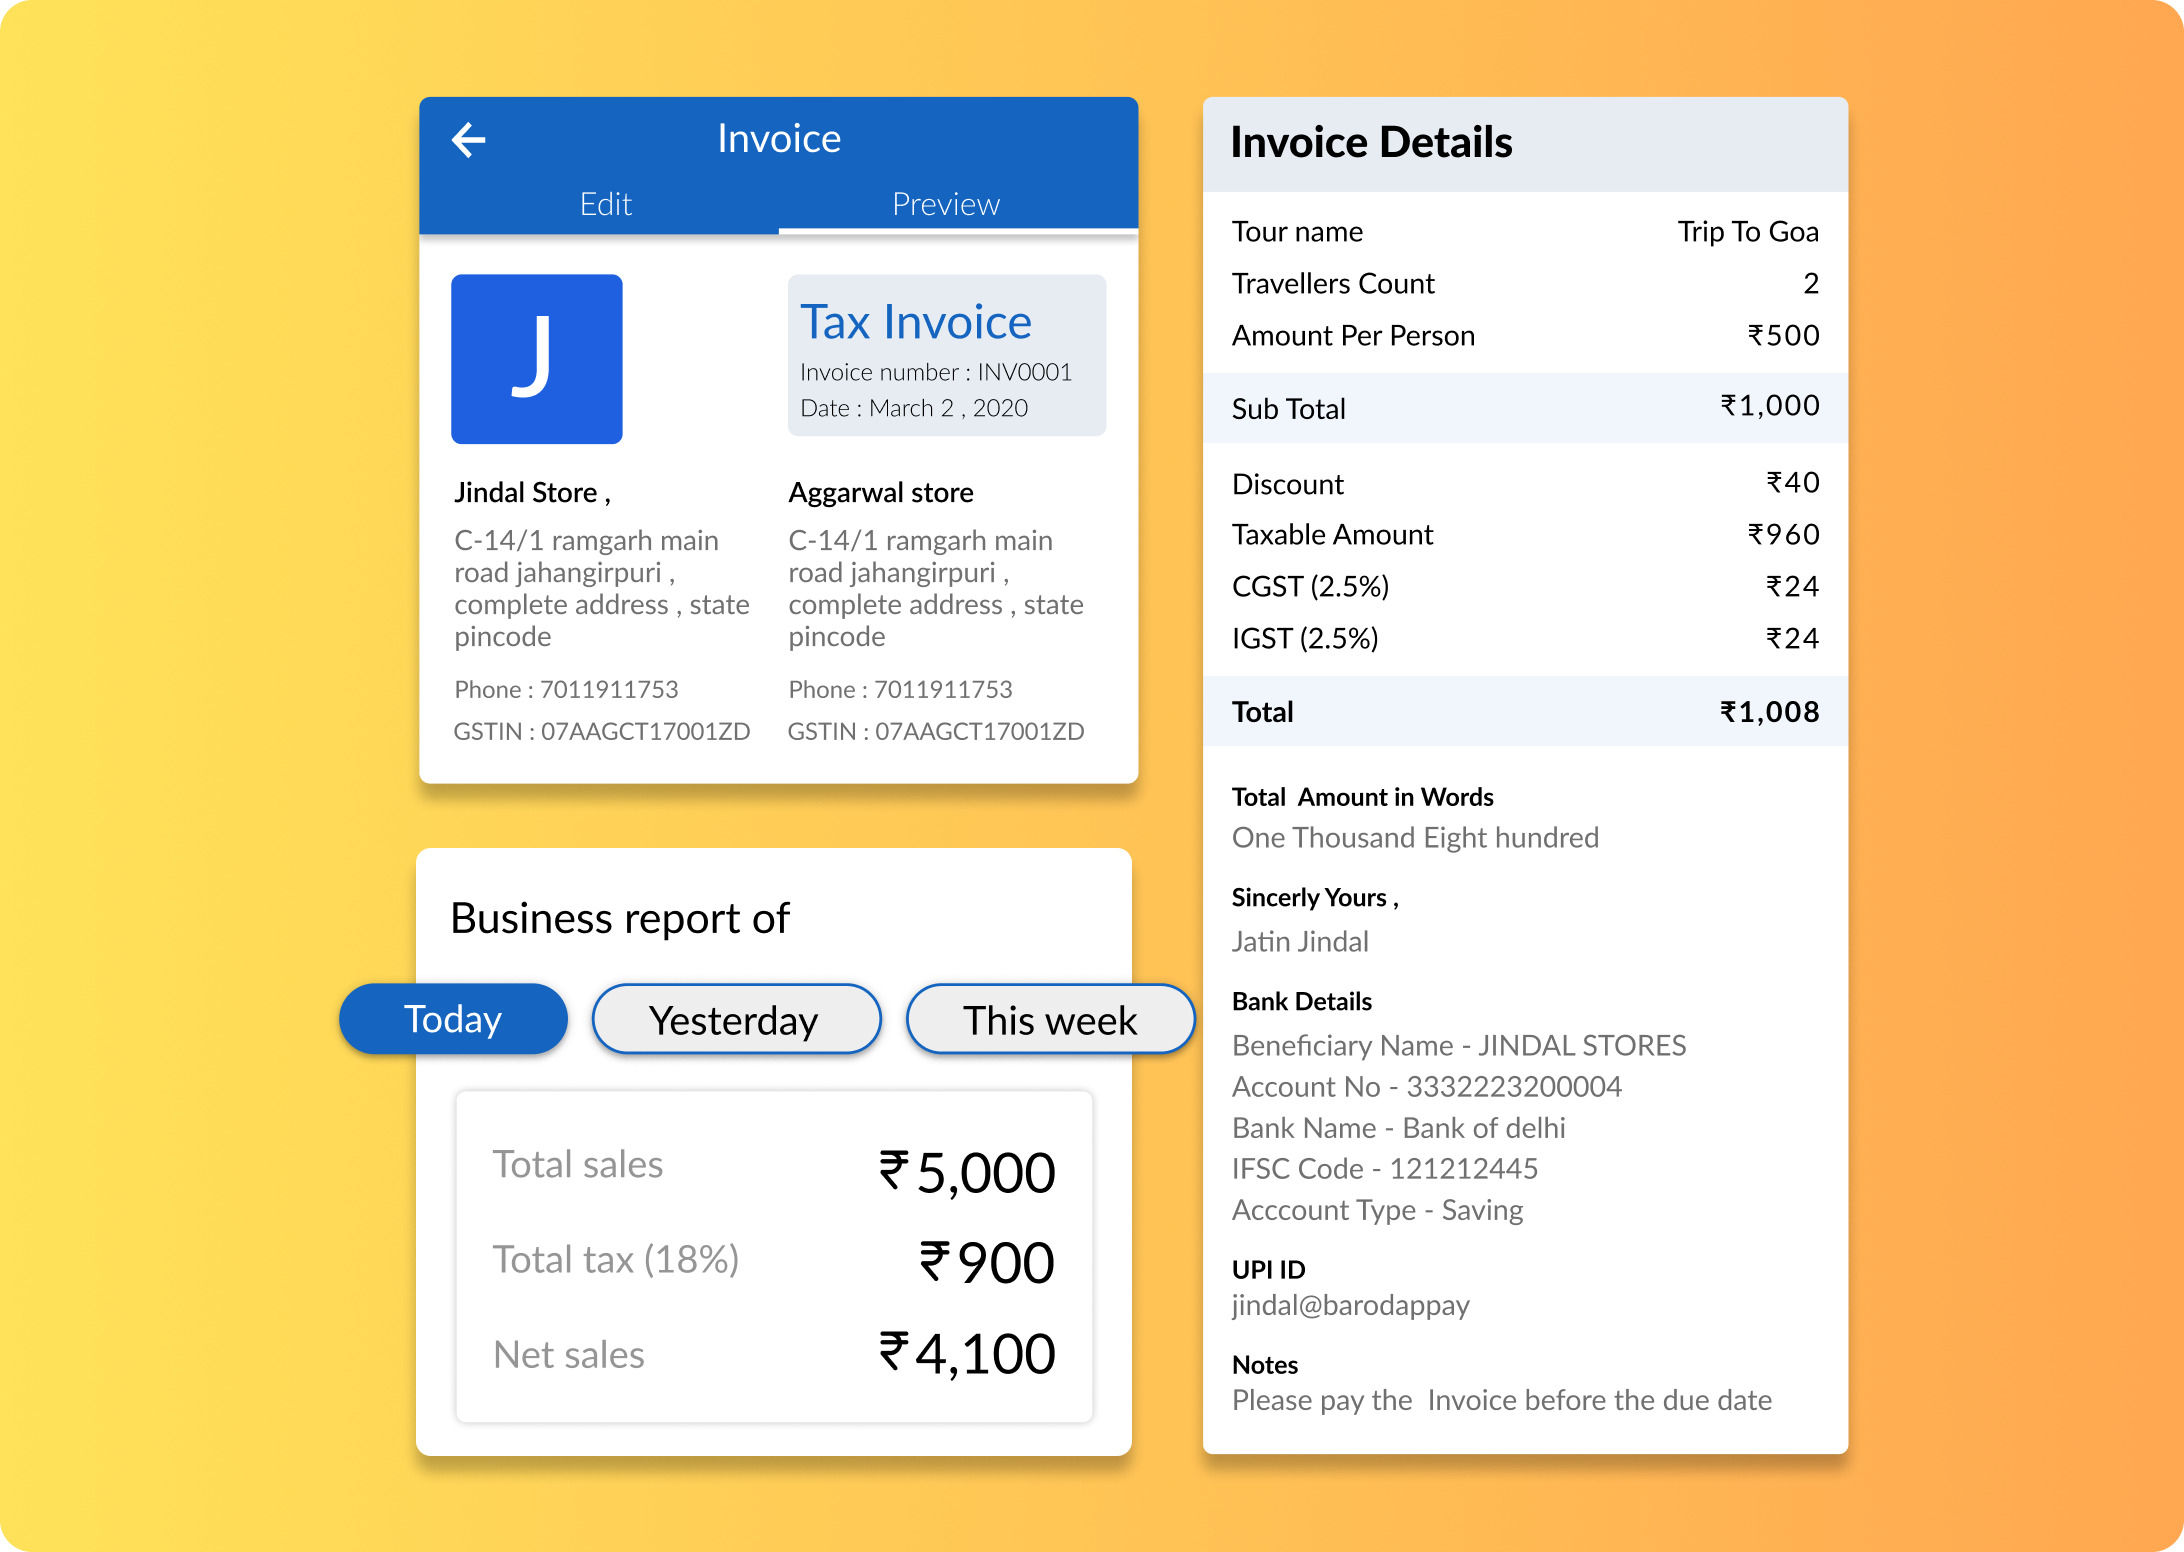 Invoice
Edit Preview
J
Tax Invoice
Invoice number : INV0001
Date : March 2 , 2020
Jindal Store ,
C-14/1 ramgarh main
road jahangirpuri ,
complete address , state
pincode
Phone : 7011911753
GSTIN : 07AAGCT17001ZD
Aggarwal store
C-14/1 ramgarh main
road jahangirpuri ,
complete address , state
pincode
Phone : 7011911753
GSTIN : 07AAGCT17001ZD
Business report of
Today Yesterday This week
Total sales ₹5,000
Total tax (18%) ₹900
Net sales ₹4,100
Invoice Details
Tour name Trip To Goa
Travellers Count 2
Amount Per Person ₹500
Sub Total ₹1,000
Discount ₹40
Taxable Amount ₹960
CGST (2.5%) ₹24
IGST (2.5%) ₹24
Total ₹1,008
Total Amount in Words
One Thousand Eight hundred
Sincerly Yours ,
Jatin Jindal
Bank Details
Beneficiary Name - JINDAL STORES
Account No - 3332223200004
Bank Name - Bank of delhi
IFSC Code - 121212445
Acccount Type - Saving
UPI ID
jindal@barodappay
Notes
Please pay the Invoice before the due date